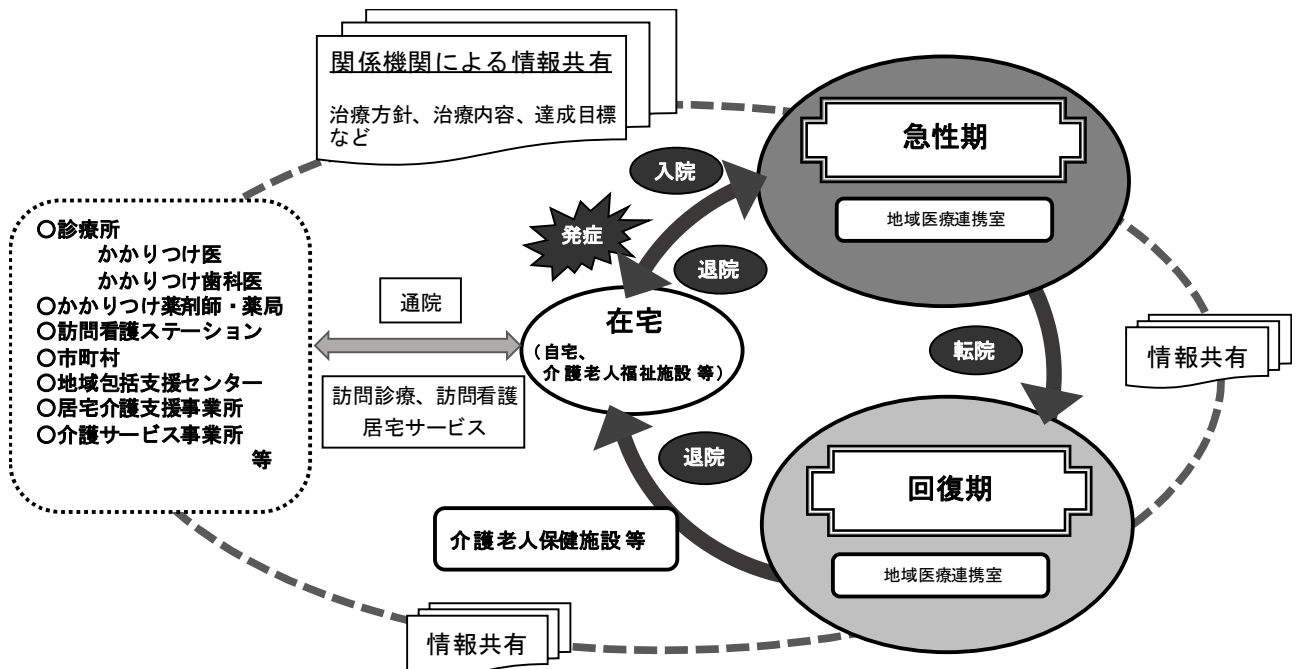 関係機関による情報共有
治療方針、治療内容、達成目標
など
急性期
地域医療連携室
入院
発症
退院
〇診療所
かかりつけ医
かかりつけ歯科医
〇かかりつけ薬剤師・薬局
〇訪問看護ステーション
〇市町村
〇地域包括支援センター
〇居宅介護支援事業所
〇介護サービス事業所
等
通院
訪問診療、訪問看護
居宅サービス
在宅
（自宅、
介護老人福祉施設等）
転院
情報共有
退院
回復期
地域医療連携室
介護老人保健施設等
情報共有